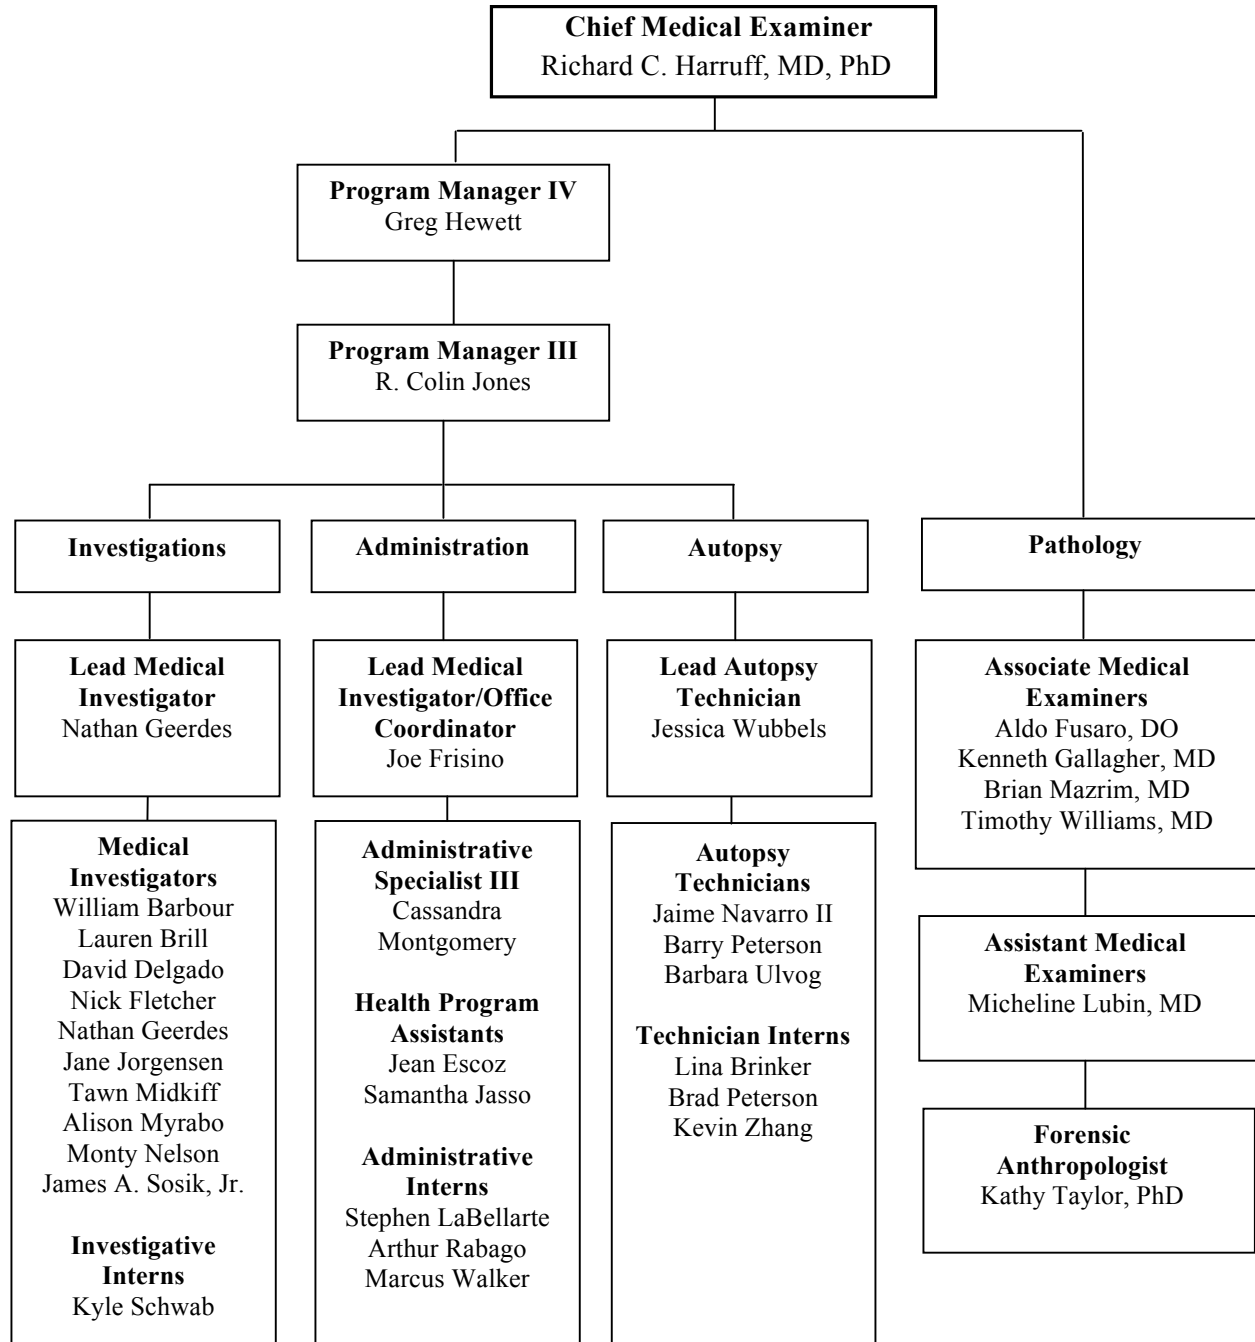 Chief Medical Examiner
Richard C. Harruff, MD, PhD
Program Manager IV
Greg Hewett
Program Manager III
R. Colin Jones
Investigations
Administration
Autopsy
Pathology
Lead Medical
Investigator
Nathan Geerdes
Lead Medical
Investigator/Office
Coordinator
Joe Frisino
Lead Autopsy
Technician
Jessica Wubbels
Associate Medical
Examiners
Aldo Fusaro, DO
Kenneth Gallagher, MD
Brian Mazrim, MD
Timothy Williams, MD
Medical
Investigators
William Barbour
Lauren Brill
David Delgado
Nick Fletcher
Nathan Geerdes
Jane Jorgensen
Tawn Midkiff
Alison Myrabo
Monty Nelson
James A. Sosik, Jr.
Investigative
Interns
Kyle Schwab
Administrative
Specialist III
Cassandra
Montgomery
Health Program
Assistants
Jean Escoz
Samantha Jasso
Administrative
Interns
Stephen LaBellarte
Arthur Rabago
Marcus Walker
Autopsy
Technicians
Jaime Navarro II
Barry Peterson
Barbara Ulvog
Technician Interns
Lina Brinker
Brad Peterson
Kevin Zhang
Assistant Medical
Examiners
Micheline Lubin, MD
Forensic
Anthropologist
Kathy Taylor, PhD